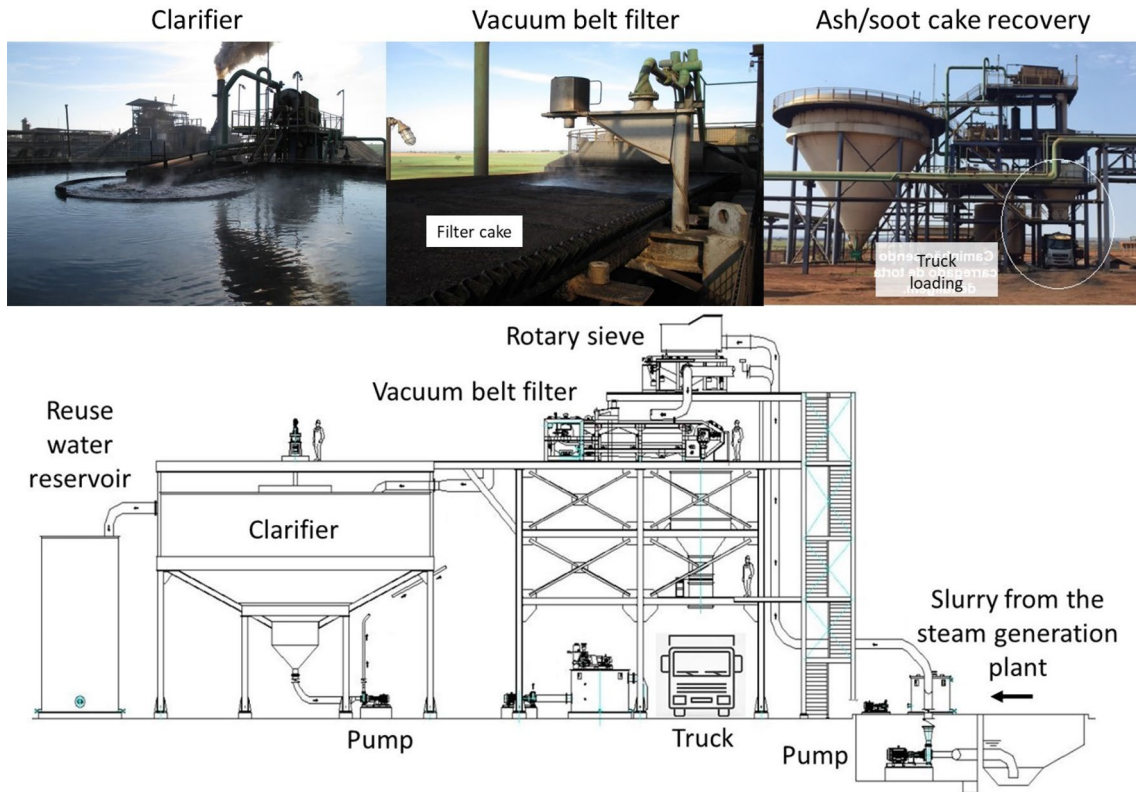 Clarifier
Vacuum belt filter
Ash/soot cake recovery
Filter cake
Truck
loading
Rotary sieve
Vacuum belt filter
Reuse
water
reservoir
Clarifier
Slurry from the
steam generation
plant
Pump
Truck
Pump